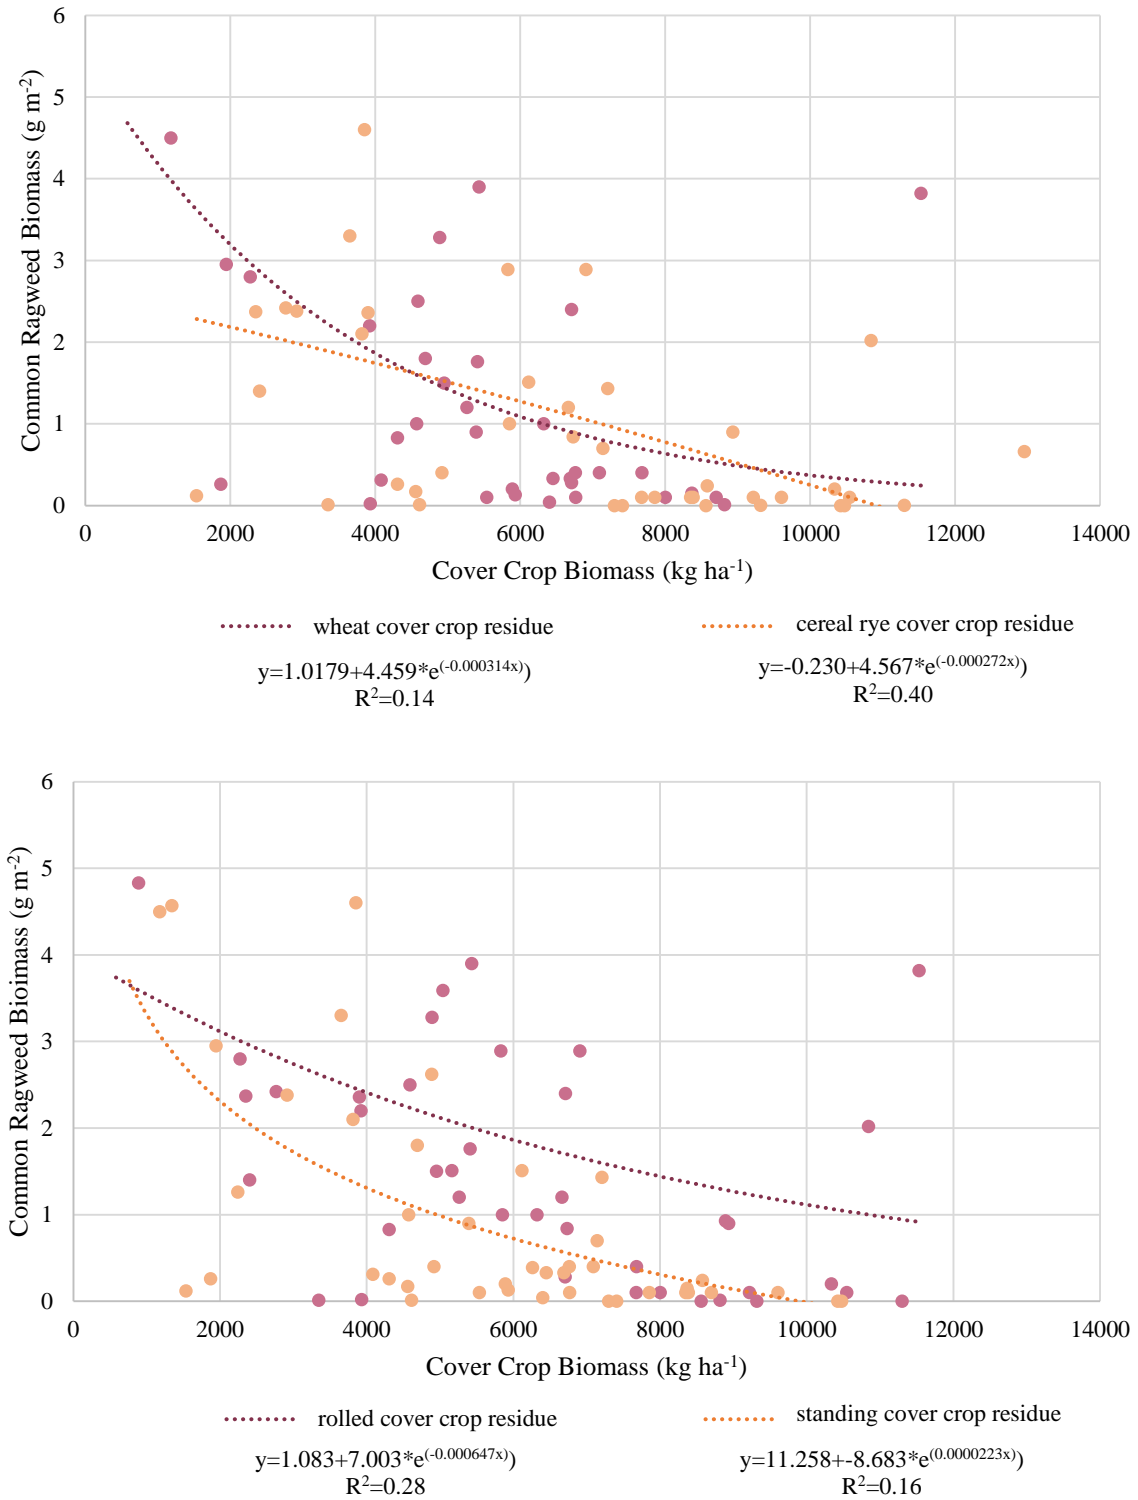 6
5
4
3
2
1
0
Common Ragweed Biomass (g m⁻²)
0 2000 4000 6000 8000 10000 12000 14000
Cover Crop Biomass (kg ha⁻¹)
wheat cover crop residue cereal rye cover crop residue
y=1.0179+4.459*e⁽⁻⁰·⁰⁰⁰³¹⁴ˣ⁾) y=-0.230+4.567*e⁽⁻⁰·⁰⁰⁰²⁷²ˣ⁾)
R²=0.14 R²=0.40
6
5
4
3
2
1
0
Common Ragweed Bioimass (g m⁻²)
0 2000 4000 6000 8000 10000 12000 14000
Cover Crop Biomass (kg ha⁻¹)
rolled cover crop residue standing cover crop residue
y=1.083+7.003*e⁽⁻⁰·⁰⁰⁰⁶⁴⁷ˣ⁾) y=11.258+-8.683*e⁽⁰·⁰⁰⁰⁰²²³ˣ⁾)
R²=0.28 R²=0.16